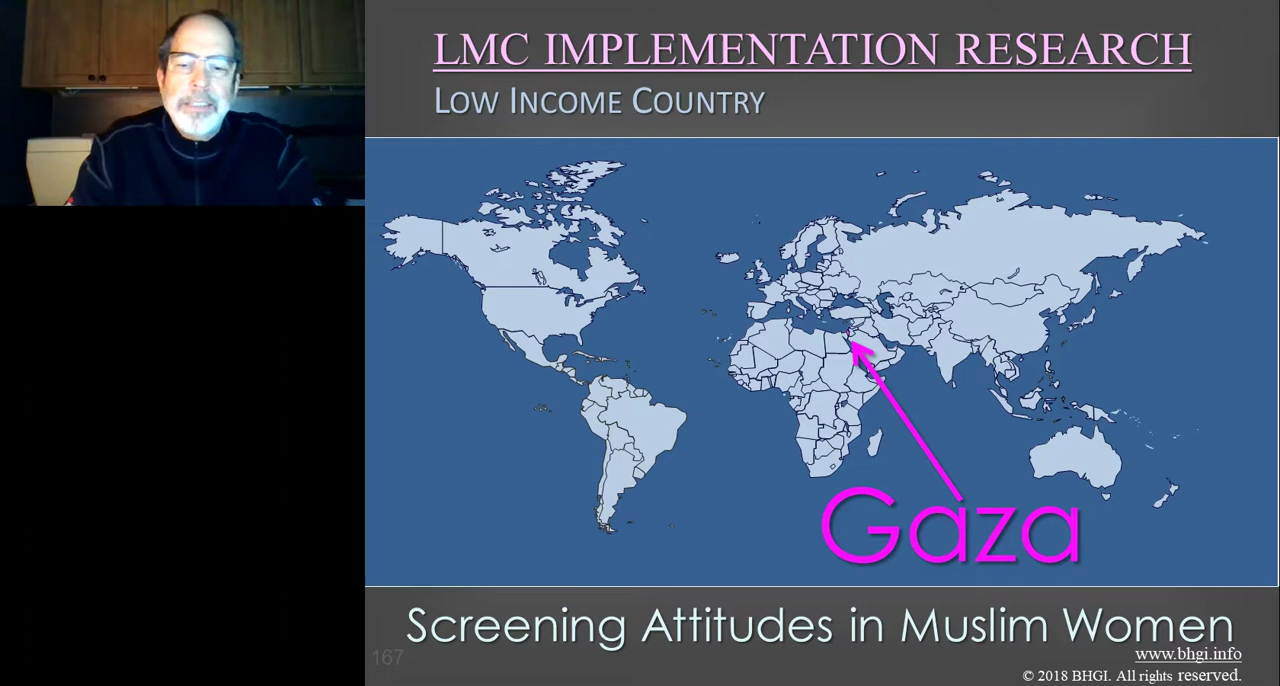 LMC IMPLEMENTATION RESEARCH
LOW INCOME COUNTRY
Gaza
Screening Attitudes in Muslim Women
167
www.bhgi.info
© 2018 BHGI. All rights reserved.